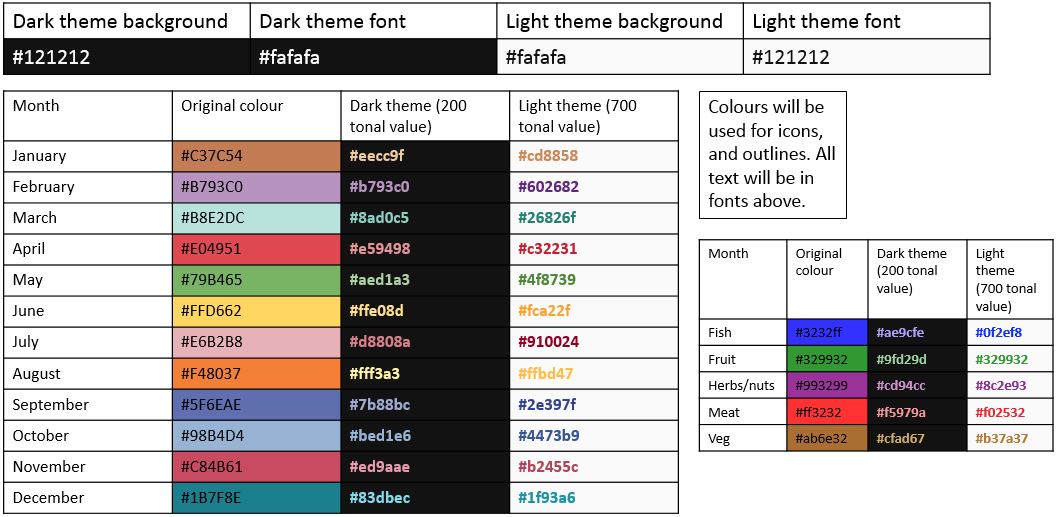 Dark theme background Dark theme font Light theme background Light theme font
#121212 #fafafa #fafafa #121212
Month Original colour Dark theme (200 tonal value) Light theme (700 tonal value)
January #C37C54 #eecc9f #cd8858
February #B793C0 #b793c0 #602682
March #B8E2DC #8ad0c5 #26826f
April #E04951 #e59498 #c32231
May #79B465 #aed1a3 #4f8739
June #FFD662 #ffe08d #fca22f
July #E6B2B8 #d8808a #910024
August #F48037 #fff3a3 #ffbd47
September #5F6EAE #7b88bc #2e397f
October #98B4D4 #bed1e6 #4473b9
November #C84B61 #ed9aae #b2455c
December #1B7F8E #83dbec #1f93a6
Colours will be
used for icons,
and outlines. All
text will be in
fonts above.
Month Original colour Dark theme (200 tonal value) Light theme (700 tonal value)
Fish #3232ff #ae9cfe #0f2ef8
Fruit #329932 #9fd29d #329932
Herbs/nuts #993299 #cd94cc #8c2e93
Meat #ff3232 #f5979a #f02532
Veg #ab6e32 #cfad67 #b37a37